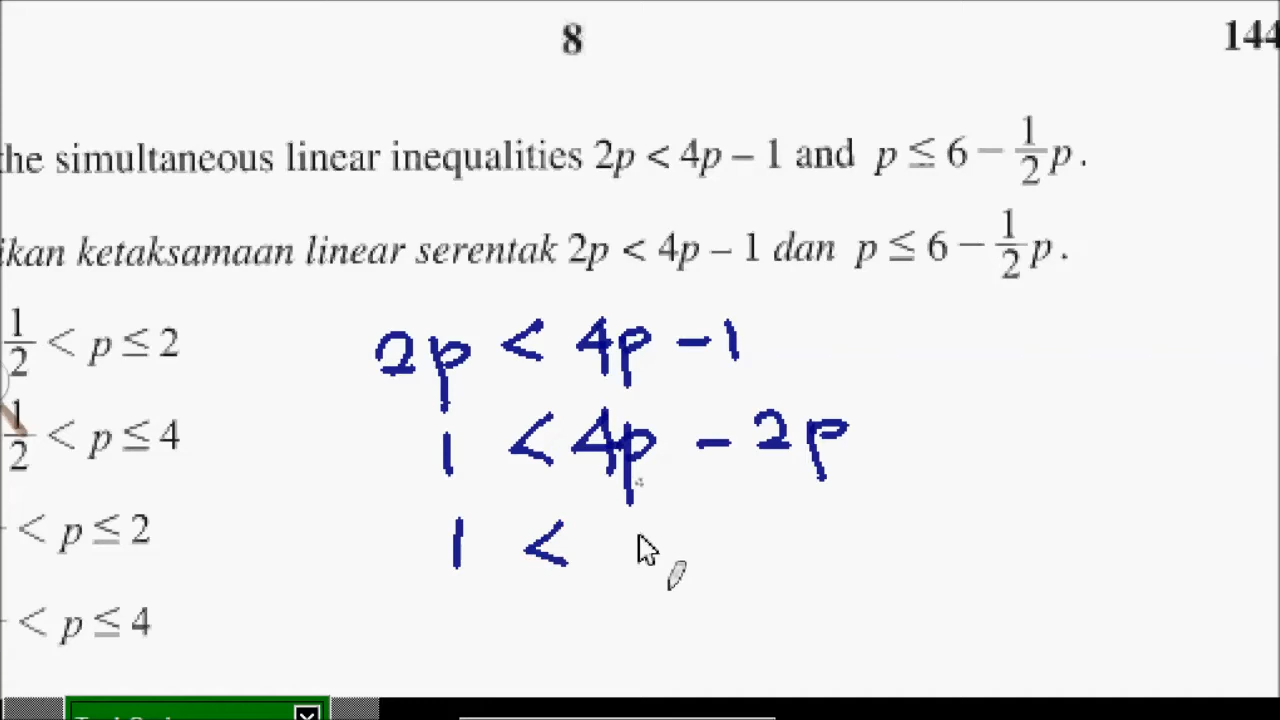 8 144
the simultaneous linear inequalities 2p < 4p – 1 and p ≤ 6 − 1/2 p.
ikan ketaksamaan linear serentak 2p < 4p – 1 dan p ≤ 6 − 1/2 p.
1/2 < p ≤ 2
1/2 < p ≤ 4
< p ≤ 2
< p ≤ 4
2p < 4p - 1
1 < 4p - 2p
1 <